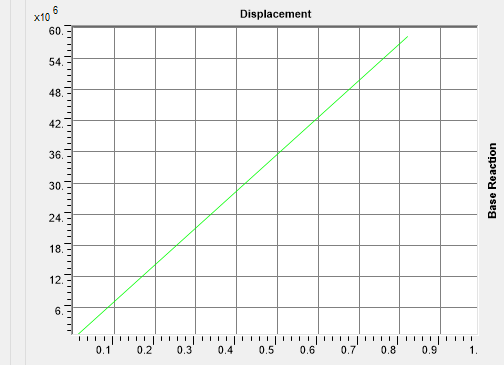 Displacement
x10 6
60.
54.
48.
42.
36.
30.
24.
18.
12.
6.
Base Reaction
0.1 0.2 0.3 0.4 0.5 0.6 0.7 0.8 0.9 1.